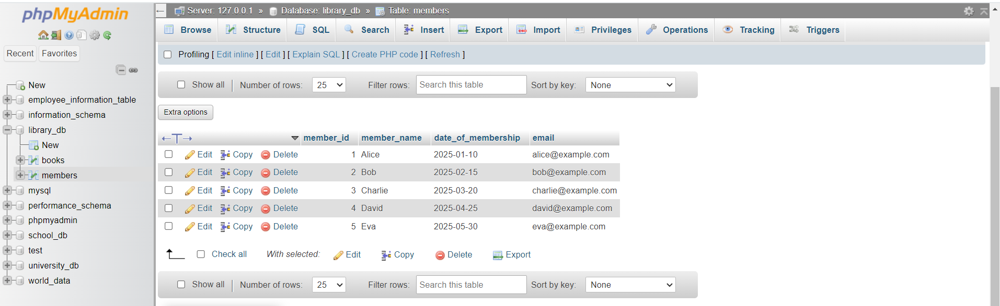 phpMyAdmin
Recent Favorites
New
employee_information_table
information_schema
library_db
New
books
members
mysql
performance_schema
phpmyadmin
school_db
test
university_db
world_data
← Server: 127.0.0.1 » Database: library_db » Table: members
Browse Structure SQL Search Insert Export Import Privileges Operations Tracking Triggers
Profiling [ Edit inline ] [ Edit ] [ Explain SQL ] [ Create PHP code ] [ Refresh ]
Show all Number of rows: 25 Filter rows: Search this table Sort by key: None
Extra options
←T→ member_id member_name date_of_membership email
Edit Copy Delete 1 Alice 2025-01-10 alice@example.com
Edit Copy Delete 2 Bob 2025-02-15 bob@example.com
Edit Copy Delete 3 Charlie 2025-03-20 charlie@example.com
Edit Copy Delete 4 David 2025-04-25 david@example.com
Edit Copy Delete 5 Eva 2025-05-30 eva@example.com
Check all With selected: Edit Copy Delete Export
Show all Number of rows: 25 Filter rows: Search this table Sort by key: None